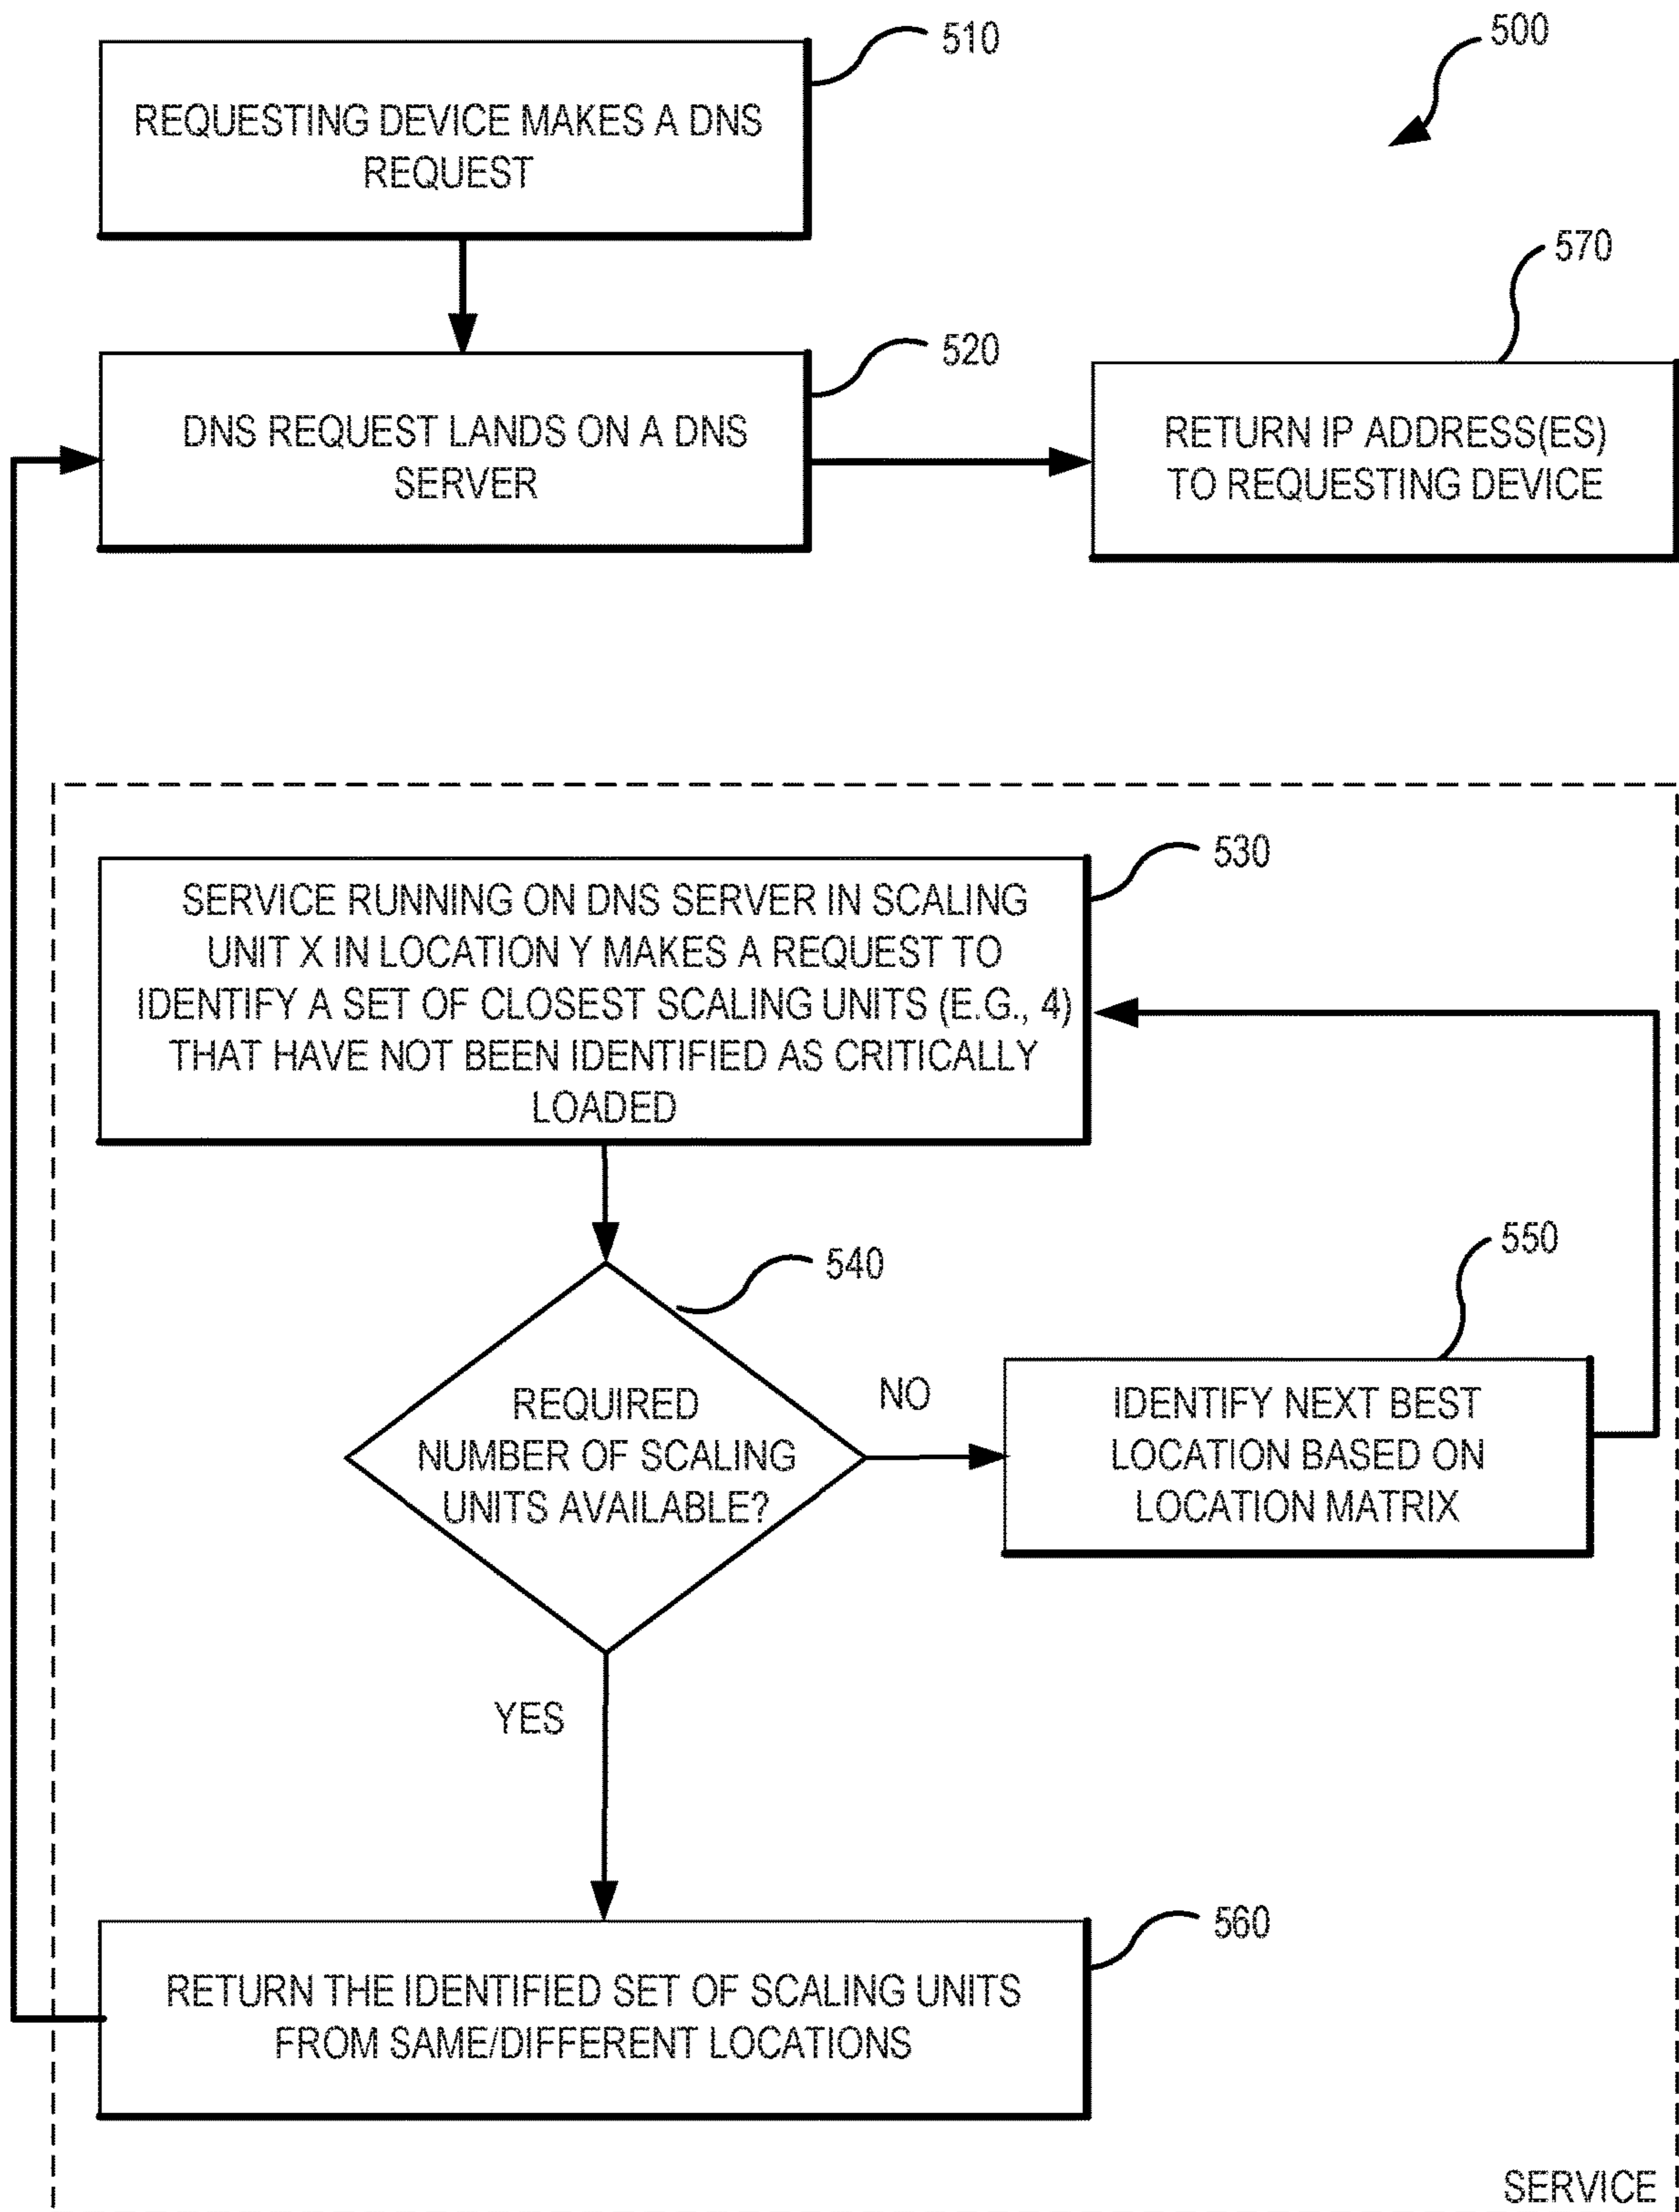 510
500
REQUESTING DEVICE MAKES A DNS
REQUEST
570
520
DNS REQUEST LANDS ON A DNS
SERVER
RETURN IP ADDRESS(ES)
TO REQUESTING DEVICE
530
SERVICE RUNNING ON DNS SERVER IN SCALING
UNIT X IN LOCATION Y MAKES A REQUEST TO
IDENTIFY A SET OF CLOSEST SCALING UNITS (E.G., 4)
THAT HAVE NOT BEEN IDENTIFIED AS CRITICALLY
LOADED
540
550
REQUIRED
NUMBER OF SCALING
UNITS AVAILABLE?
NO
IDENTIFY NEXT BEST
LOCATION BASED ON
LOCATION MATRIX
YES
560
RETURN THE IDENTIFIED SET OF SCALING UNITS
FROM SAME/DIFFERENT LOCATIONS
SERVICE